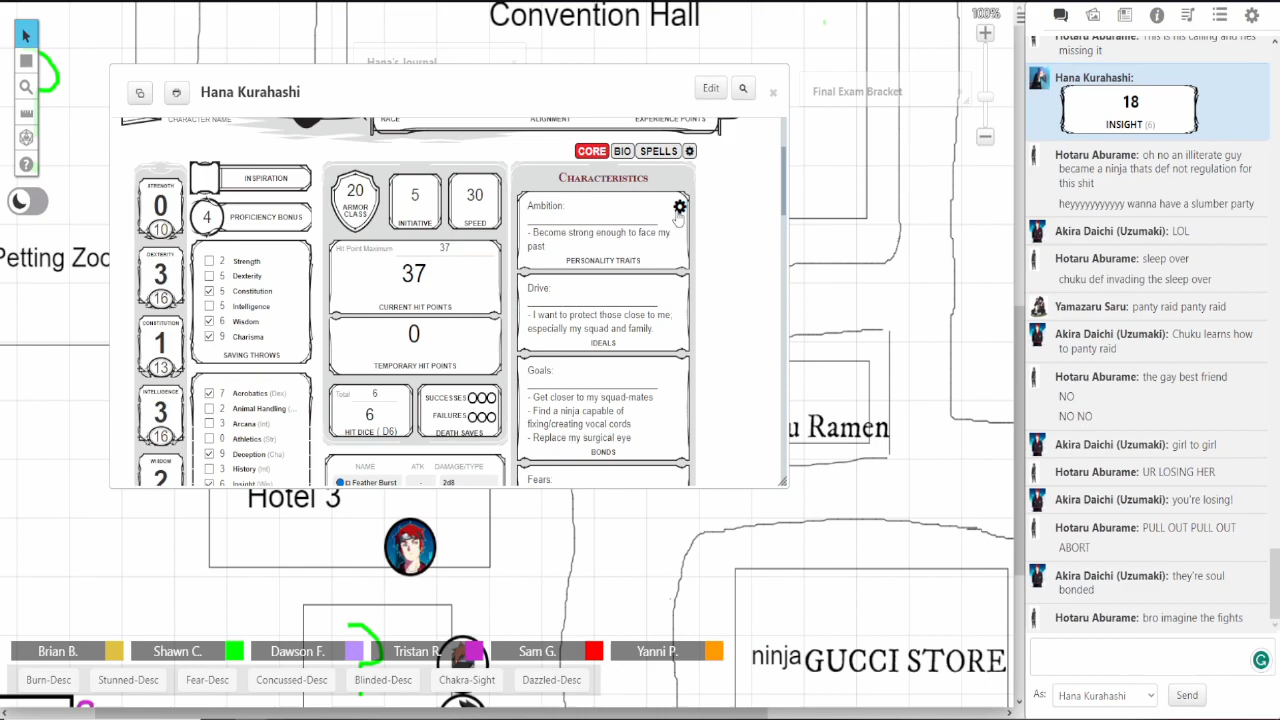 Convention Hall
100%
Hana's Journal
Final Exam Bracket
Petting Zoo
u Ramen
Hotel 3
ninja GUCCI STORE
Hana Kurahashi
Edit
CHARACTER NAME
RACE
ALIGNMENT
EXPERIENCE POINTS
CORE
BIO
SPELLS
STRENGTH
0
10
DEXTERITY
3
16
CONSTITUTION
1
13
INTELLIGENCE
3
16
WISDOM
2
INSPIRATION
4
PROFICIENCY BONUS
2 Strength
5 Dexterity
5 Constitution
5 Intelligence
6 Wisdom
9 Charisma
SAVING THROWS
7 Acrobatics (Dex)
2 Animal Handling (...
3 Arcana (Int)
0 Athletics (Str)
9 Deception (Cha)
3 History (Int)
6 Insight (Wis)
20
ARMOR
CLASS
5
INITIATIVE
30
SPEED
Hit Point Maximum 37
37
CURRENT HIT POINTS
0
TEMPORARY HIT POINTS
Total 6
6
HIT DICE ( D6)
SUCCESSES
FAILURES
DEATH SAVES
NAME ATK DAMAGE/TYPE
Feather Burst - 2d8
CHARACTERISTICS
Ambition:
- Become strong enough to face my
past
PERSONALITY TRAITS
Drive:
- I want to protect those close to me;
especially my squad and family.
IDEALS
Goals:
- Get closer to my squad-mates
- Find a ninja capable of
fixing/creating vocal cords
- Replace my surgical eye
BONDS
Fears:
Brian B.
Shawn C.
Dawson F.
Tristan R.
Sam G.
Yanni P.
Burn-Desc
Stunned-Desc
Fear-Desc
Concussed-Desc
Blinded-Desc
Chakra-Sight
Dazzled-Desc
Hotaru Aburame: This is his calling and hes
missing it
Hana Kurahashi:
18
INSIGHT (6)
Hotaru Aburame: oh no an illiterate guy
became a ninja thats def not regulation for
this shit
heyyyyyyyyyy wanna have a slumber party
Akira Daichi (Uzumaki): LOL
Hotaru Aburame: sleep over
chuku def invading the sleep over
Yamazaru Saru: panty raid panty raid
Akira Daichi (Uzumaki): Chuku learns how
to panty raid
Hotaru Aburame: the gay best friend
NO
NO NO
Akira Daichi (Uzumaki): girl to girl
Hotaru Aburame: UR LOSING HER
Akira Daichi (Uzumaki): you're losing!
Hotaru Aburame: PULL OUT PULL OUT
ABORT
Akira Daichi (Uzumaki): they're soul
bonded
Hotaru Aburame: bro imagine the fights
As: Hana Kurahashi
Send